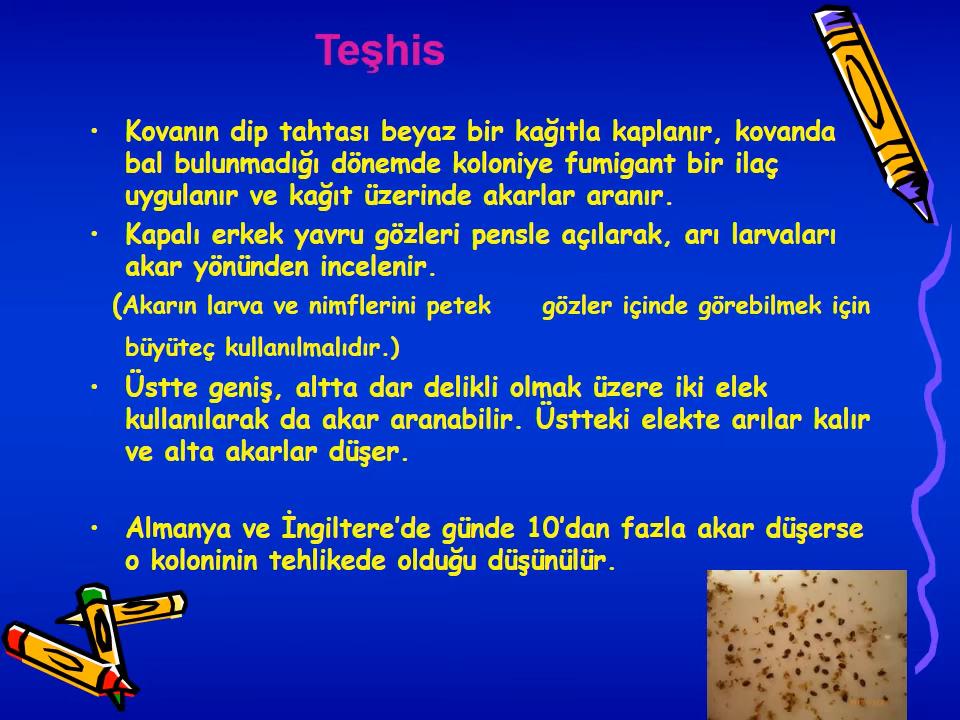 Teşhis
• Kovanın dip tahtası beyaz bir kağıtla kaplanır, kovanda
bal bulunmadığı dönemde koloniye fumigant bir ilaç
uygulanır ve kağıt üzerinde akarlar aranır.
• Kapalı erkek yavru gözleri pensle açılarak, arı larvaları
akar yönünden incelenir.
(Akarın larva ve nimflerini petek gözler içinde görebilmek için
büyüteç kullanılmalıdır.)
• Üstte geniş, altta dar delikli olmak üzere iki elek
kullanılarak da akar aranabilir. Üstteki elekte arılar kalır
ve alta akarlar düşer.
• Almanya ve İngiltere’de günde 10’dan fazla akar düşerse
o koloninin tehlikede olduğu düşünülür.